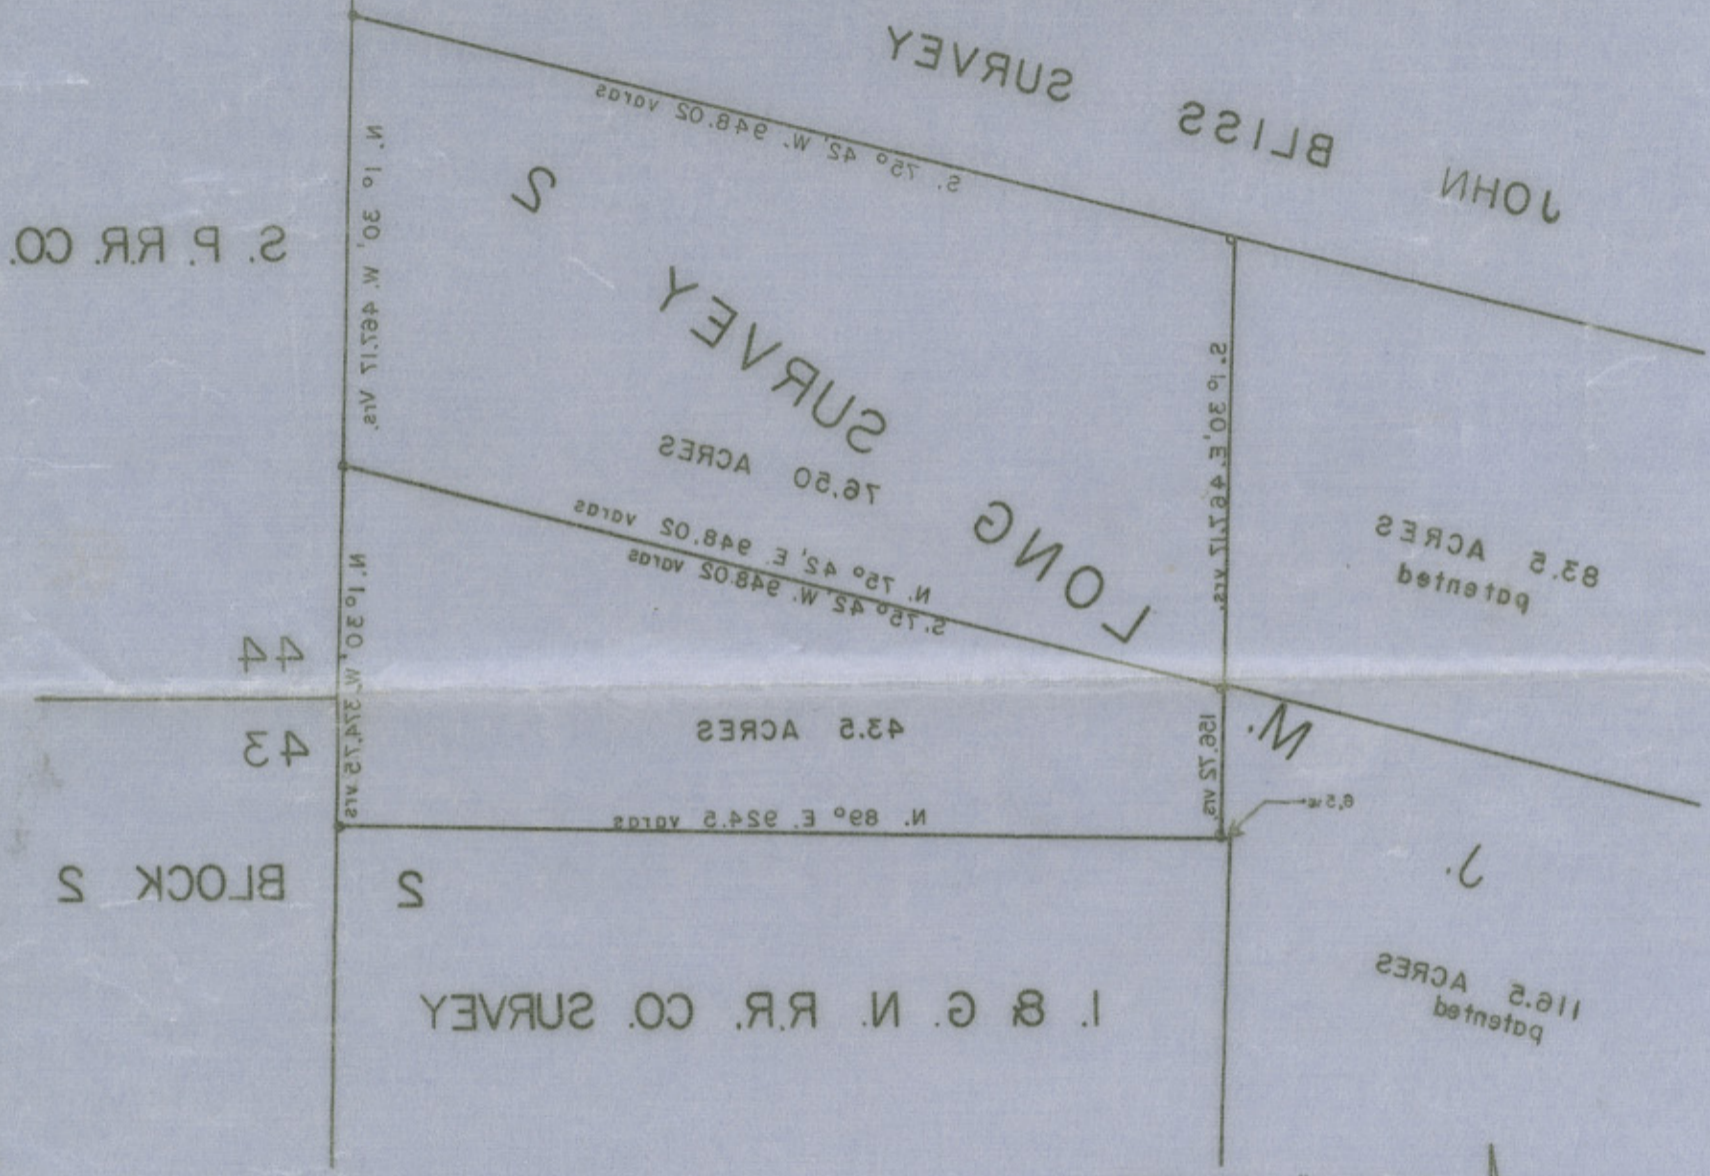 JOHN BLISS SURVEY
S. 75° 42' W. 948.02 varas
N. 1° 30' W. 467.17 Vrs.
S. 1° 30' E. 467.17 vrs.
S. P. R.R. CO.
J. M. LONG SURVEY 2
76.50 ACRES
83.5 ACRES
patented
N. 75° 42' E. 948.02 varas
S. 75° 42' W. 948.02 varas
44
43
N. 1° 30' W. 374.75 vrs
43.5 ACRES
156.72 vrs.
N. 89° E. 924.5 varas
BLOCK 2
2
I. & G. N. R.R. CO. SURVEY
116.5 ACRES
patented